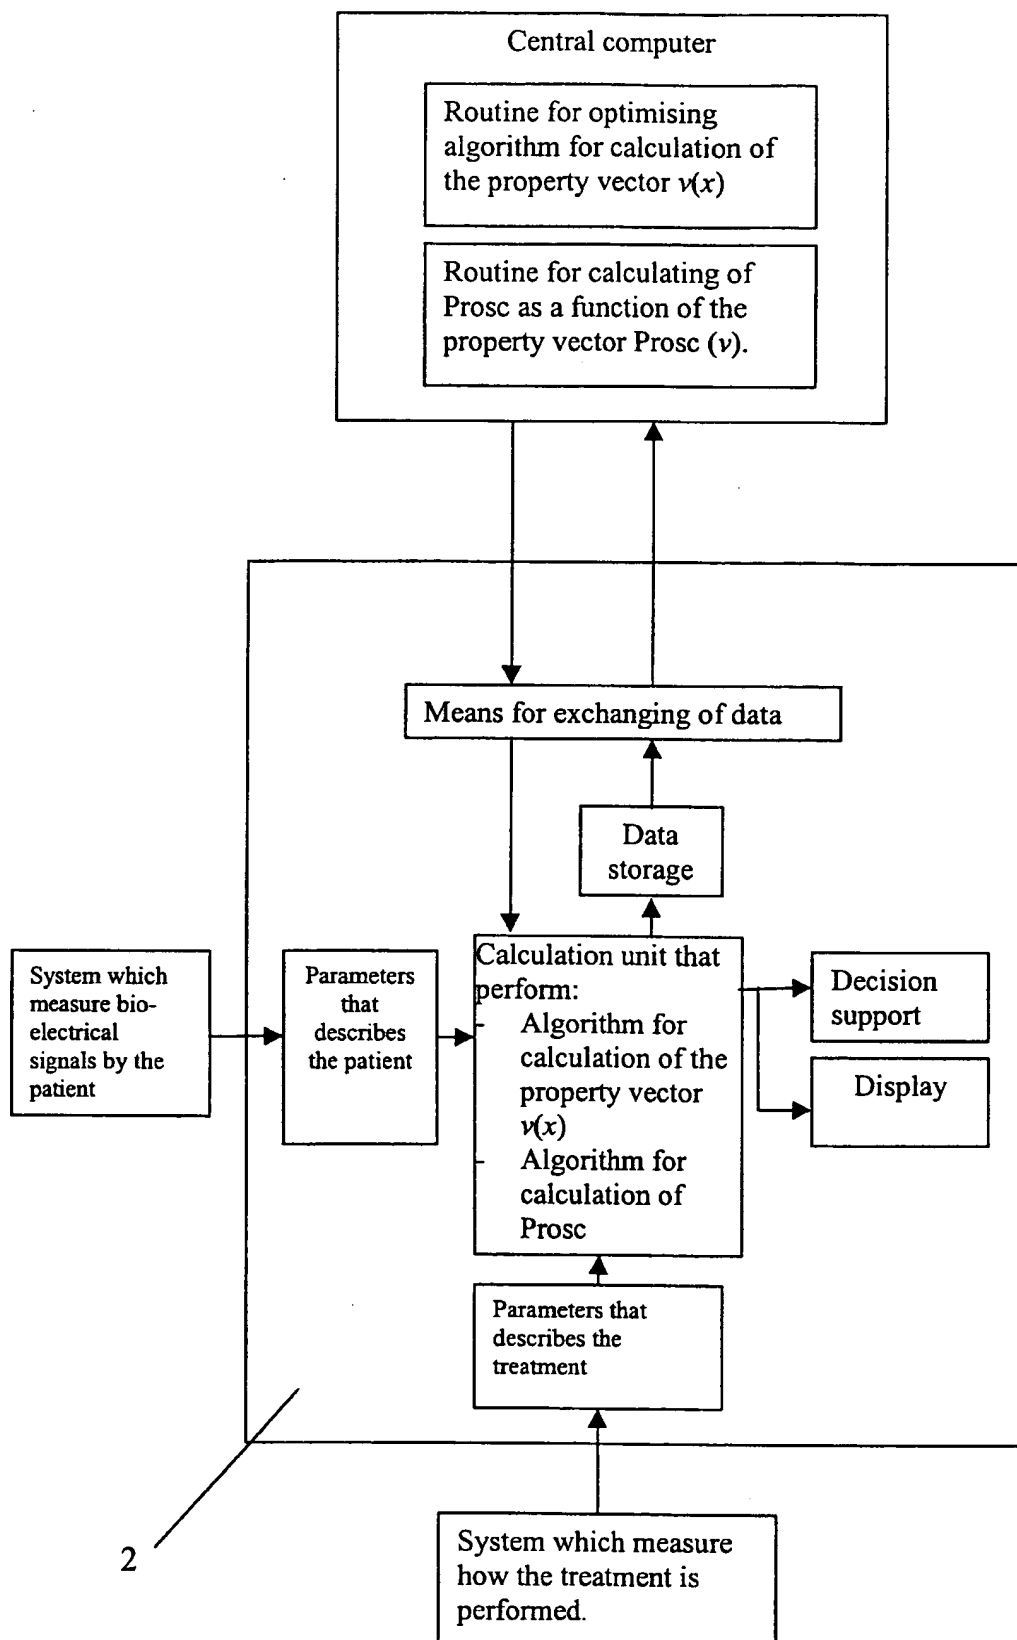 Central computer
Routine for optimising
algorithm for calculation of
the property vector v(x)
Routine for calculating of
Prosc as a function of the
property vector Prosc (v).
Means for exchanging of data
Data
storage
System which
measure bio-
electrical
signals by the
patient
Parameters
that
describes
the patient
Calculation unit that
perform:
- Algorithm for
calculation of the
property vector
v(x)
- Algorithm for
calculation of
Prosc
Decision
support
Display
Parameters that
describes the
treatment
2
System which measure
how the treatment is
performed.